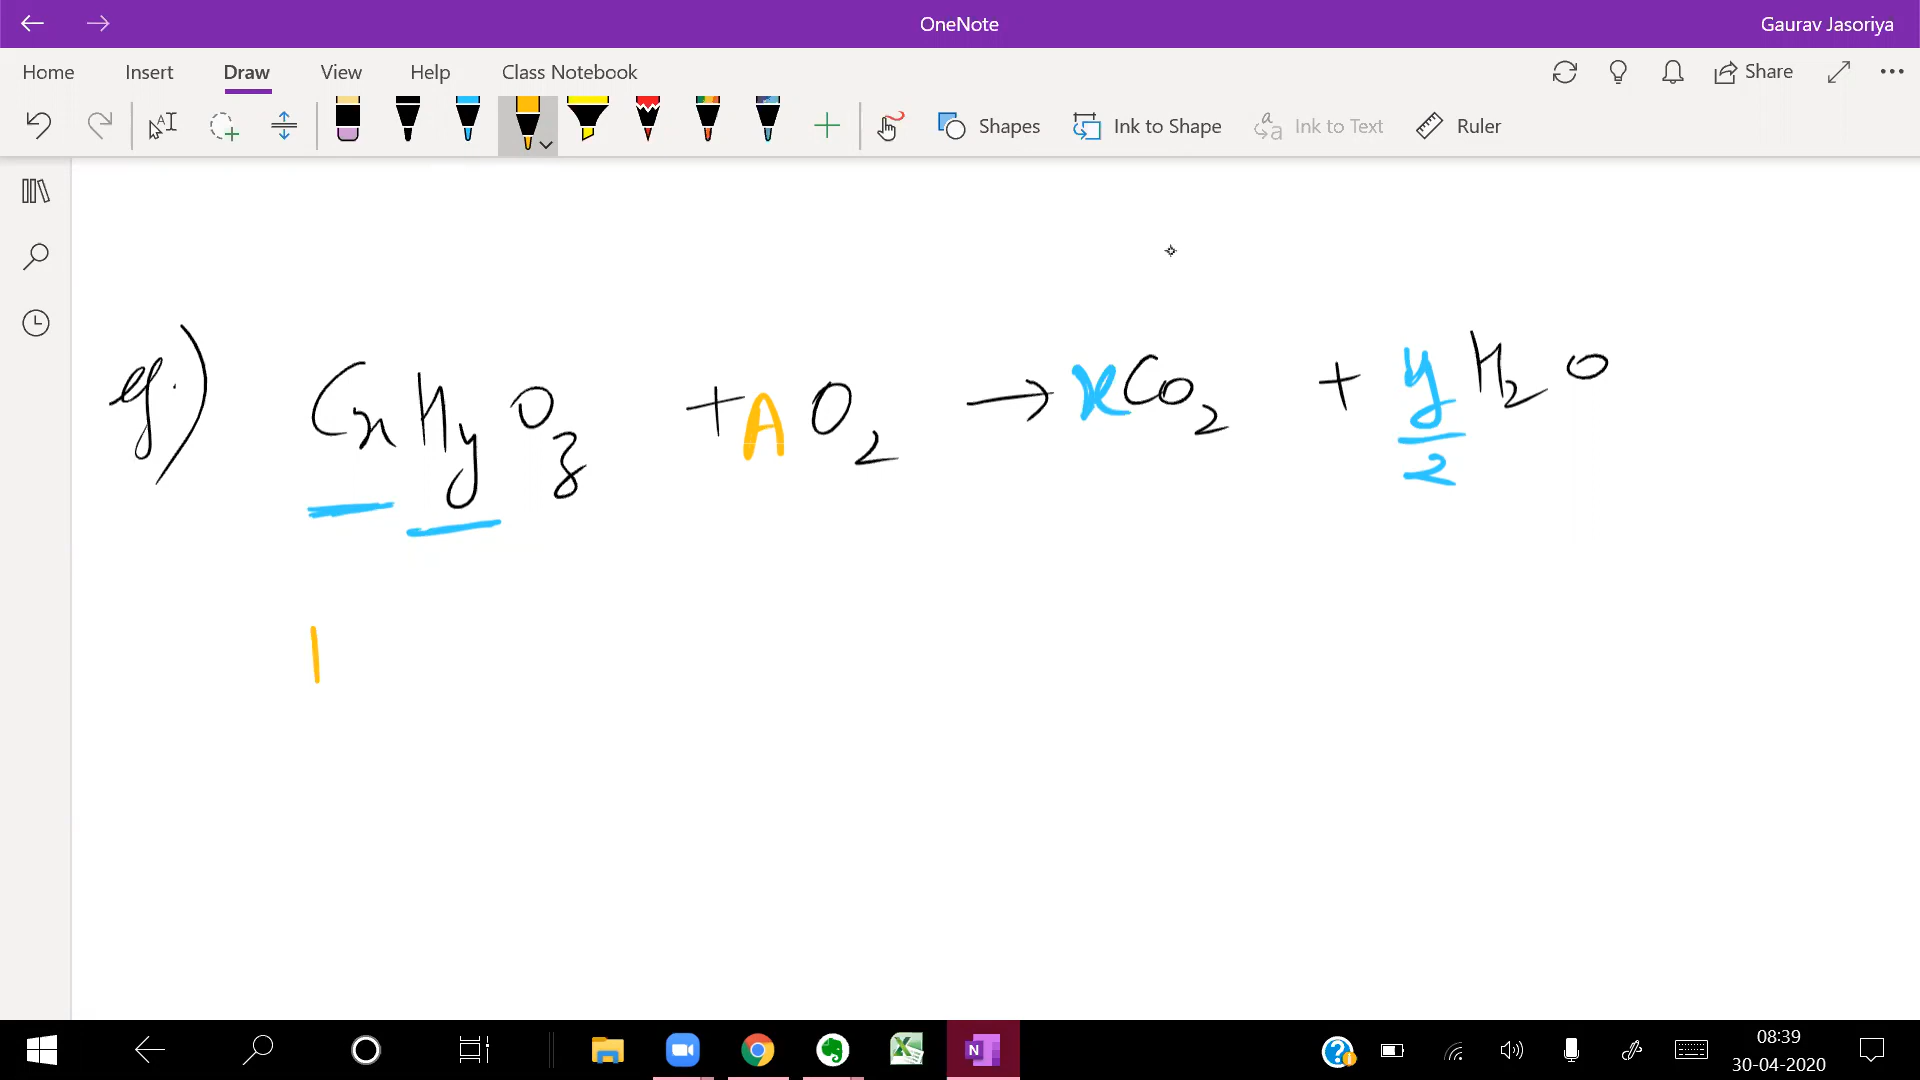 OneNote
Gaurav Jasoriya
Home Insert Draw View Help Class Notebook Share
Shapes Ink to Shape Ink to Text Ruler
eg.) CxHyOz + A O2 → xCO2 + y/2 H2O
|
08:39
30-04-2020